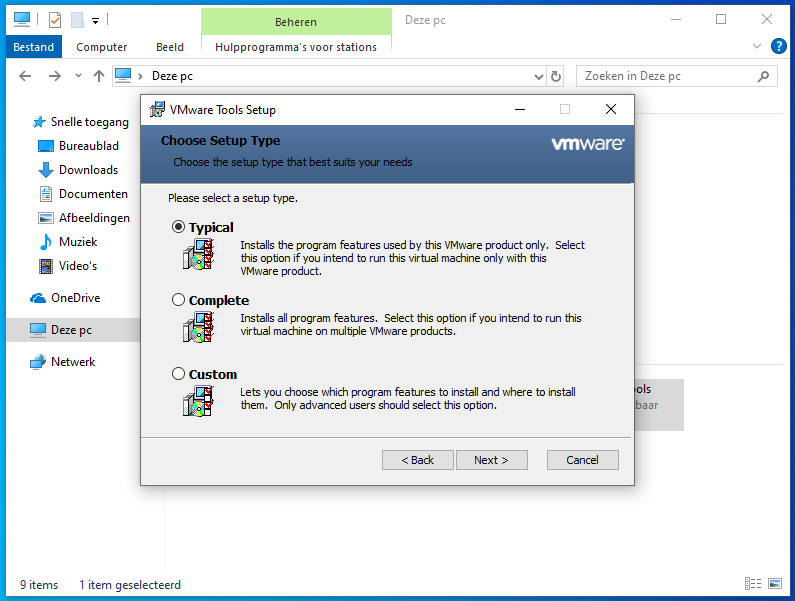 Beheren
Deze pc
Bestand
Computer
Beeld
Hulpprogramma's voor stations
Deze pc
Zoeken in Deze pc
Snelle toegang
Bureaublad
Downloads
Documenten
Afbeeldingen
Muziek
Video's
OneDrive
Deze pc
Netwerk
VMware Tools Setup
Choose Setup Type
Choose the setup type that best suits your needs
vmware
Please select a setup type.
Typical
Installs the program features used by this VMware product only. Select
this option if you intend to run this virtual machine only with this
VMware product.
Complete
Installs all program features. Select this option if you intend to run this
virtual machine on multiple VMware products.
Custom
Lets you choose which program features to install and where to install
them. Only advanced users should select this option.
< Back
Next >
Cancel
ools
baar
9 items
1 item geselecteerd